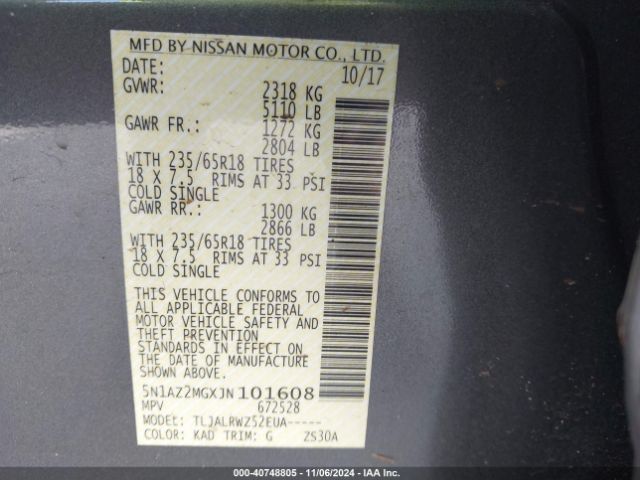 MFD BY NISSAN MOTOR CO., LTD.
DATE: 10/17
GVWR: 2318 KG
5110 LB
GAWR FR.: 1272 KG
2804 LB
WITH 235/65R18 TIRES
18 X 7.5 RIMS AT 33 PSI
COLD SINGLE
GAWR RR.: 1300 KG
2866 LB
WITH 235/65R18 TIRES
18 X 7.5 RIMS AT 33 PSI
COLD SINGLE
THIS VEHICLE CONFORMS TO
ALL APPLICABLE FEDERAL
MOTOR VEHICLE SAFETY AND
THEFT PREVENTION
STANDARDS IN EFFECT ON
THE DATE OF MANUFACTURE
SHOWN ABOVE.
5N1AZ2MGXJN101608
MPV 672528
MODEL: TLJALRWZ52EUA-----
COLOR: KAD TRIM: G ZS30A
000-40748805 - 11/06/2024 - IAA Inc.